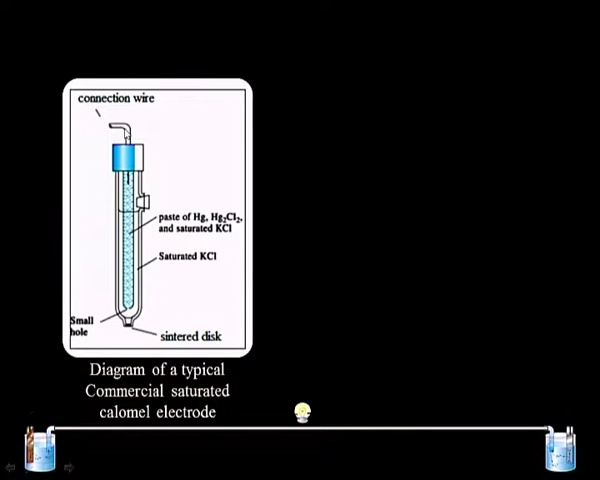 connection wire
paste of Hg, Hg₂Cl₂,
and saturated KCl
Saturated KCl
Small
hole
sintered disk
Diagram of a typical
Commercial saturated
calomel electrode